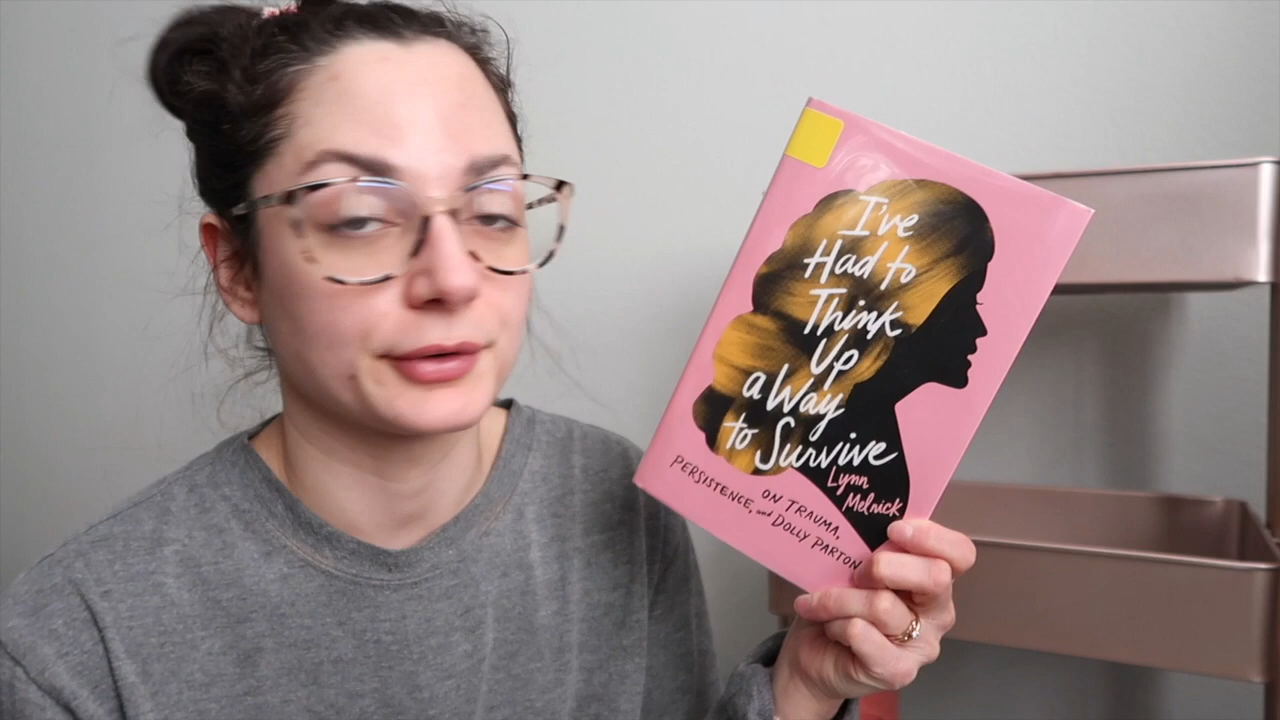 I've
Had to
Think
Up
a Way
to Survive
Lynn
Melnick
ON TRAUMA,
PERSISTENCE, and DOLLY PARTON